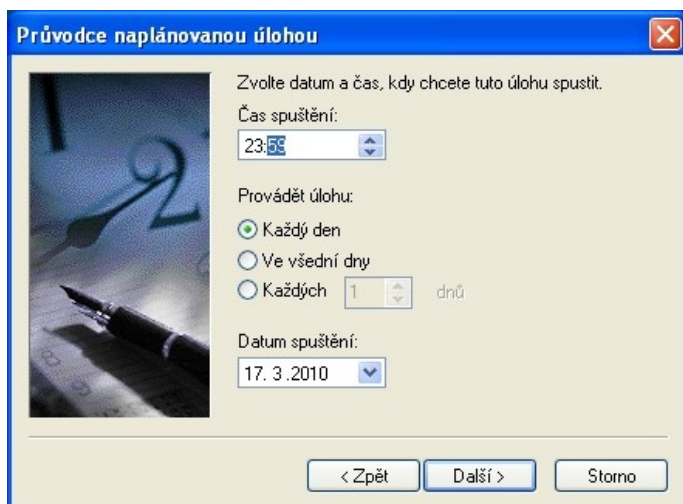 Průvodce naplánovanou úlohou
Zvolte datum a čas, kdy chcete tuto úlohu spustit.
Čas spuštění:
23:59
Provádět úlohu:
Každý den
Ve všední dny
Každých 1 dnů
Datum spuštění:
17. 3 .2010
< Zpět Další > Storno